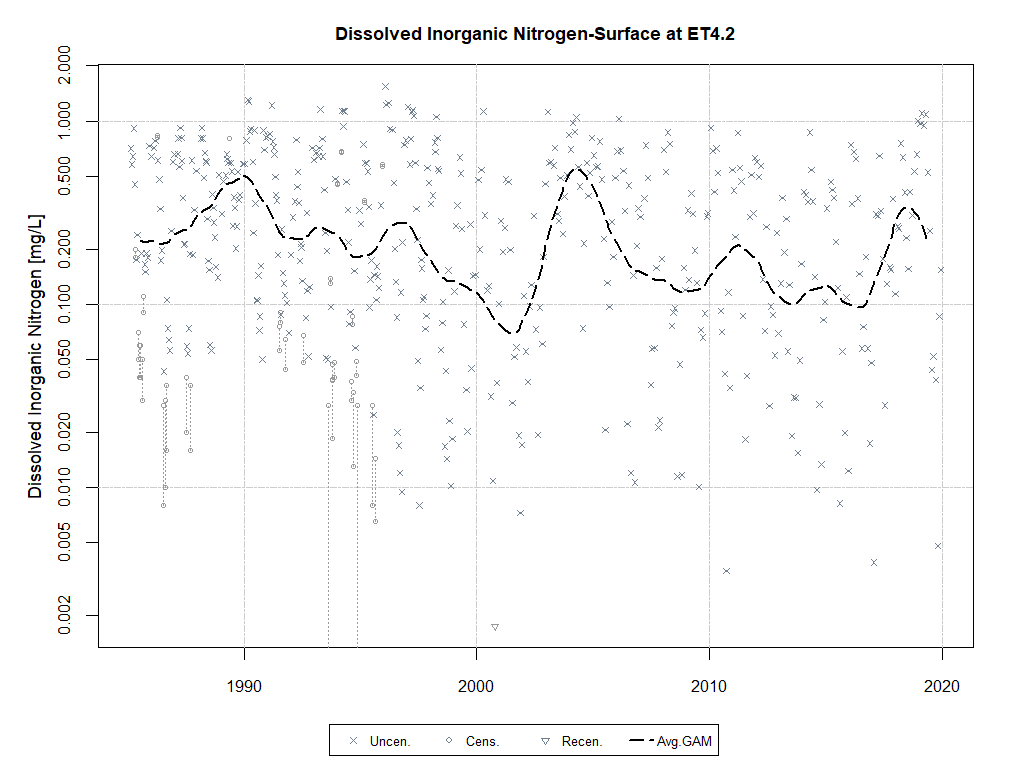 Dissolved Inorganic Nitrogen-Surface at ET4.2
Dissolved Inorganic Nitrogen [mg/L]
2.000
1.000
0.500
0.200
0.100
0.050
0.020
0.010
0.005
0.002
1990 2000 2010 2020
Uncen. Cens. Recen. Avg.GAM